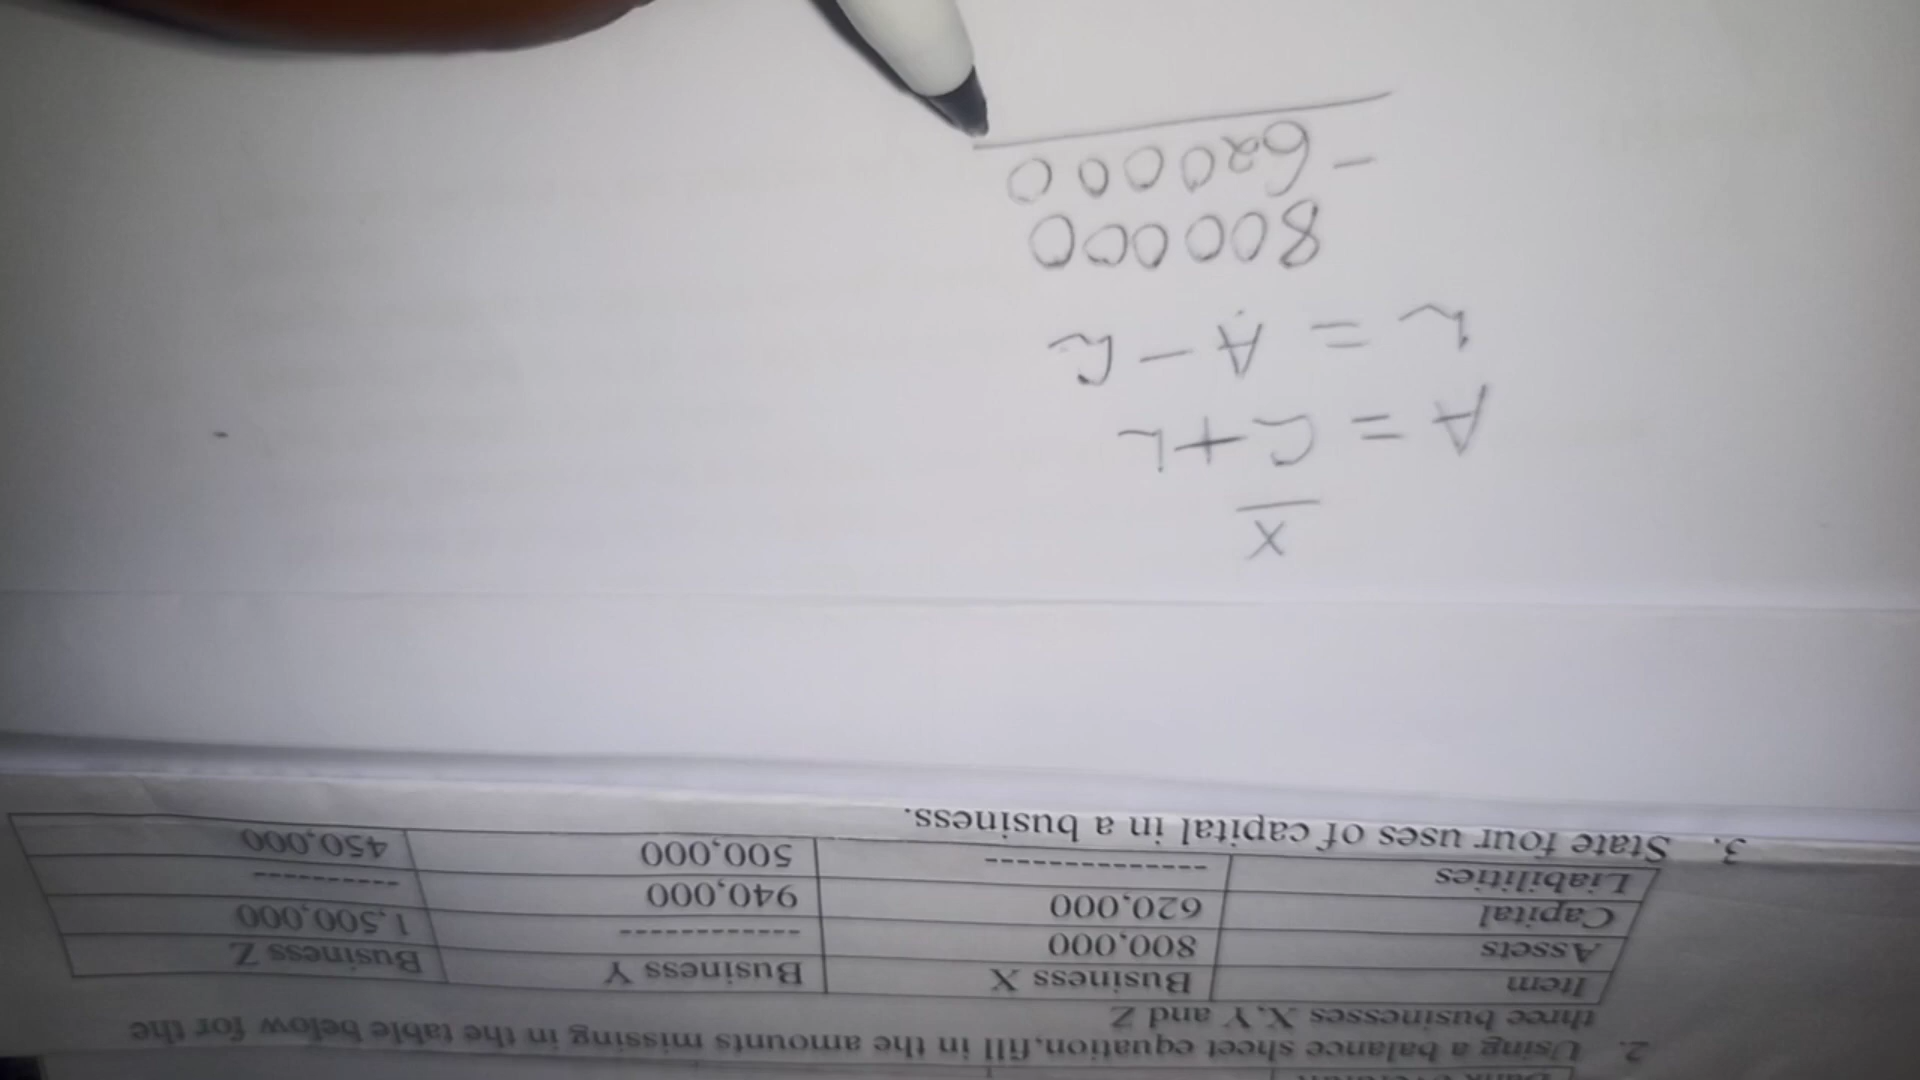 2. Using a balance sheet equation, fill in the amounts missing in the table below for the
three businesses X, Y and Z
Item Business X Business Y Business Z
Assets 800,000 ------------ 1,500,000
Capital 620,000 940,000 ----------
Liabilities -------------- 500,000 450,000
3. State four uses of capital in a business.
X
A = C + L
L = A - C
800000
- 620000